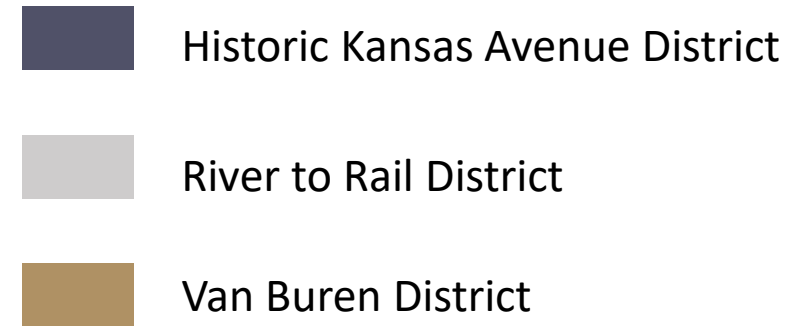 Historic Kansas Avenue District
River to Rail District
Van Buren District